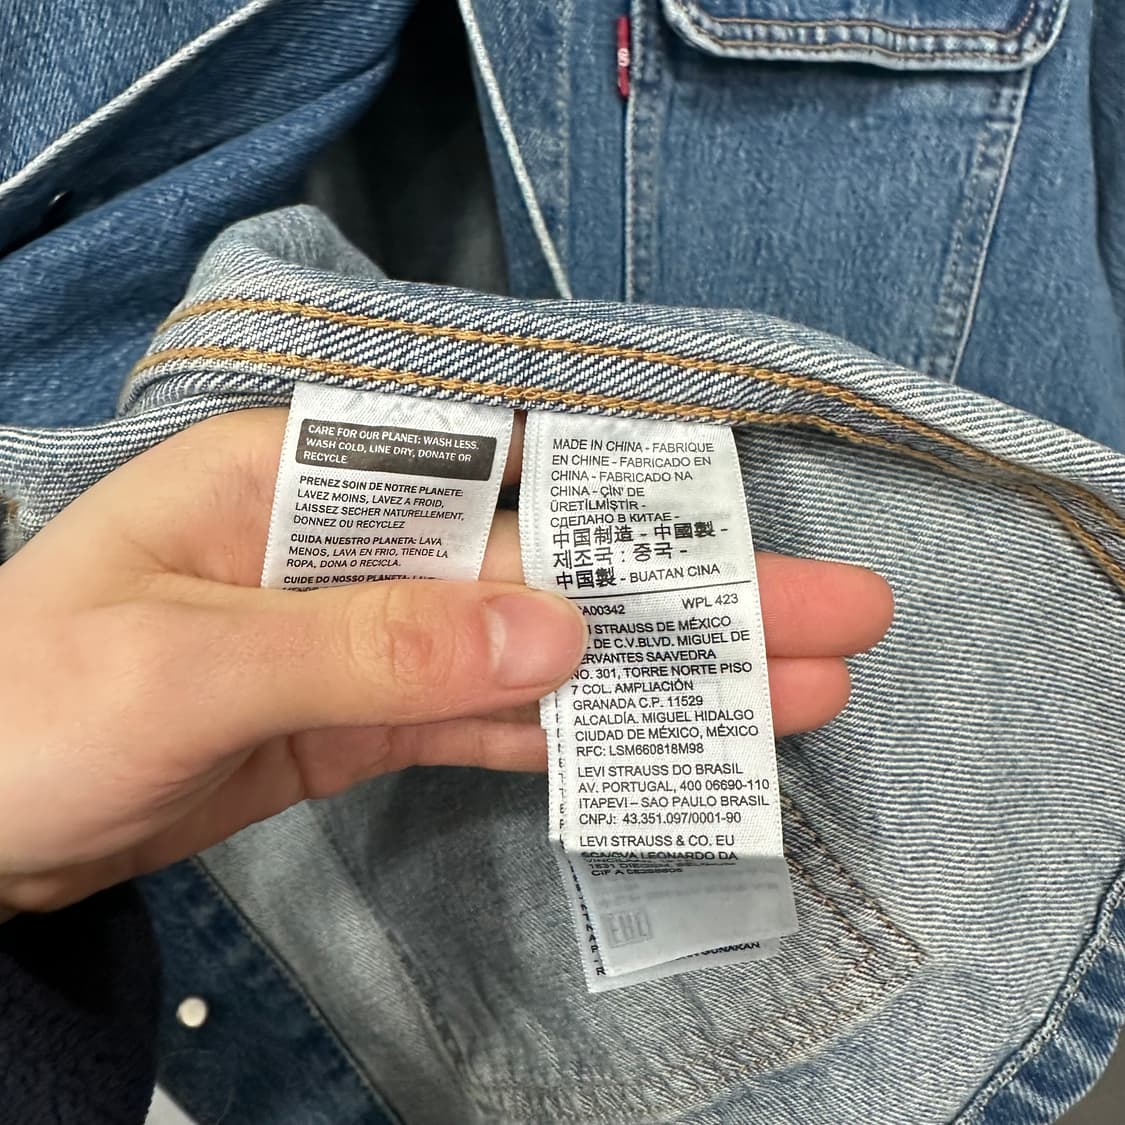 CARE FOR OUR PLANET: WASH LESS,
WASH COLD, LINE DRY, DONATE OR
RECYCLE
PRENEZ SOIN DE NOTRE PLANETE:
LAVEZ MOINS, LAVEZ A FROID,
LAISSEZ SECHER NATURELLEMENT,
DONNEZ OU RECYCLEZ
CUIDA NUESTRO PLANETA: LAVA
MENOS, LAVA EN FRIO, TIENDE LA
ROPA, DONA O RECICLA.
CUIDE DO NOSSO PLANETA:
MADE IN CHINA - FABRIQUE
EN CHINE - FABRICADO EN
CHINA - FABRICADO NA
CHINA - ÇİN' DE
ÜRETİLMİŞTİR -
СДЕЛАНО В КИТАЕ -
中国制造 - 中國製 -
제조국 : 중국 -
中国製 - BUATAN CINA
CA00342 WPL 423
STRAUSS DE MÉXICO
DE C.V.BLVD. MIGUEL DE
CERVANTES SAAVEDRA
NO. 301, TORRE NORTE PISO
7 COL. AMPLIACIÓN
GRANADA C.P. 11529
ALCALDÍA. MIGUEL HIDALGO
CIUDAD DE MÉXICO, MÉXICO
RFC: LSM660818M98
LEVI STRAUSS DO BRASIL
AV. PORTUGAL, 400 06690-110
ITAPEVI – SAO PAULO BRASIL
CNPJ: 43.351.097/0001-90
LEVI STRAUSS & CO. EU
LEONARDO DA
EAC